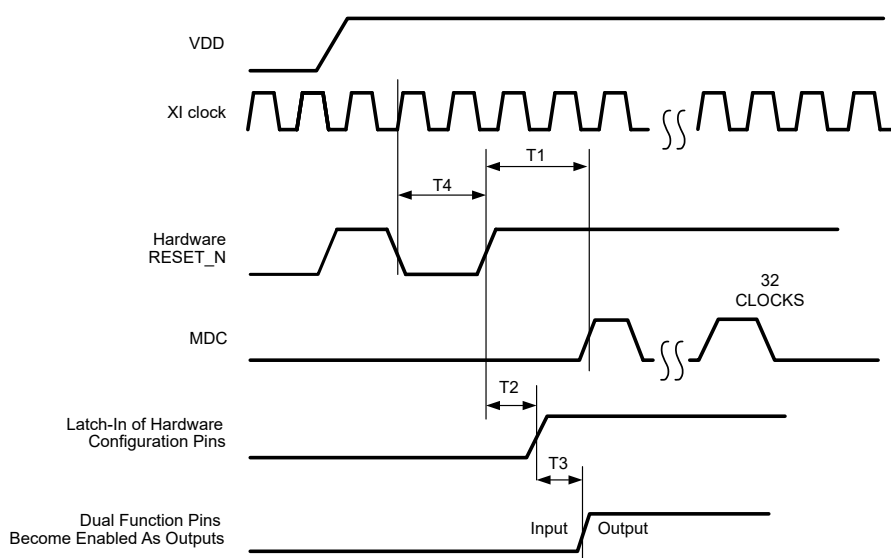 VDD
XI clock
T1
T4
Hardware
RESET_N
32
CLOCKS
MDC
T2
Latch-In of Hardware
Configuration Pins
T3
Dual Function Pins
Become Enabled As Outputs
Input
Output